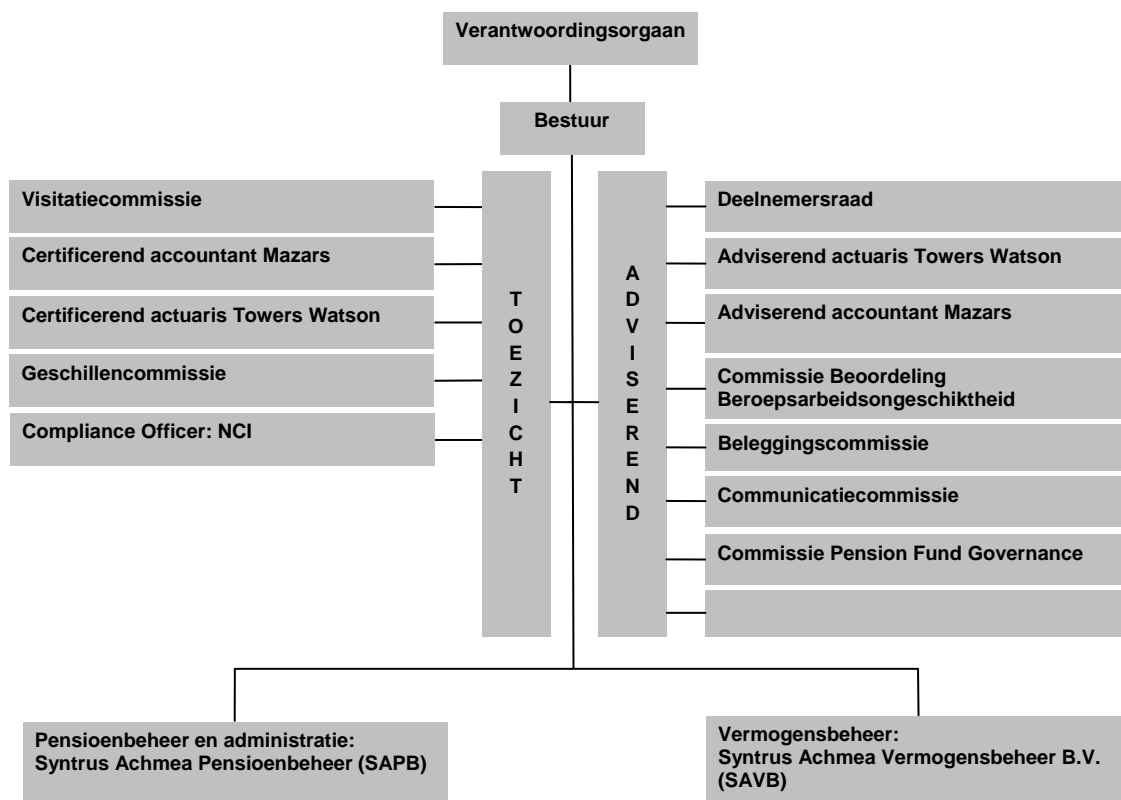 Verantwoordingsorgaan
Bestuur
Visitatiecommissie
Certificerend accountant Mazars
Certificerend actuaris Towers Watson
Geschillencommissie
Compliance Officer: NCI
TOEZICHT
ADVISEREND
Deelnemersraad
Adviserend actuaris Towers Watson
Adviserend accountant Mazars
Commissie Beoordeling
Beroepsarbeidsongeschiktheid
Beleggingscommissie
Communicatiecommissie
Commissie Pension Fund Governance
Pensioenbeheer en administratie:
Syntrus Achmea Pensioenbeheer (SAPB)
Vermogensbeheer:
Syntrus Achmea Vermogensbeheer B.V.
(SAVB)